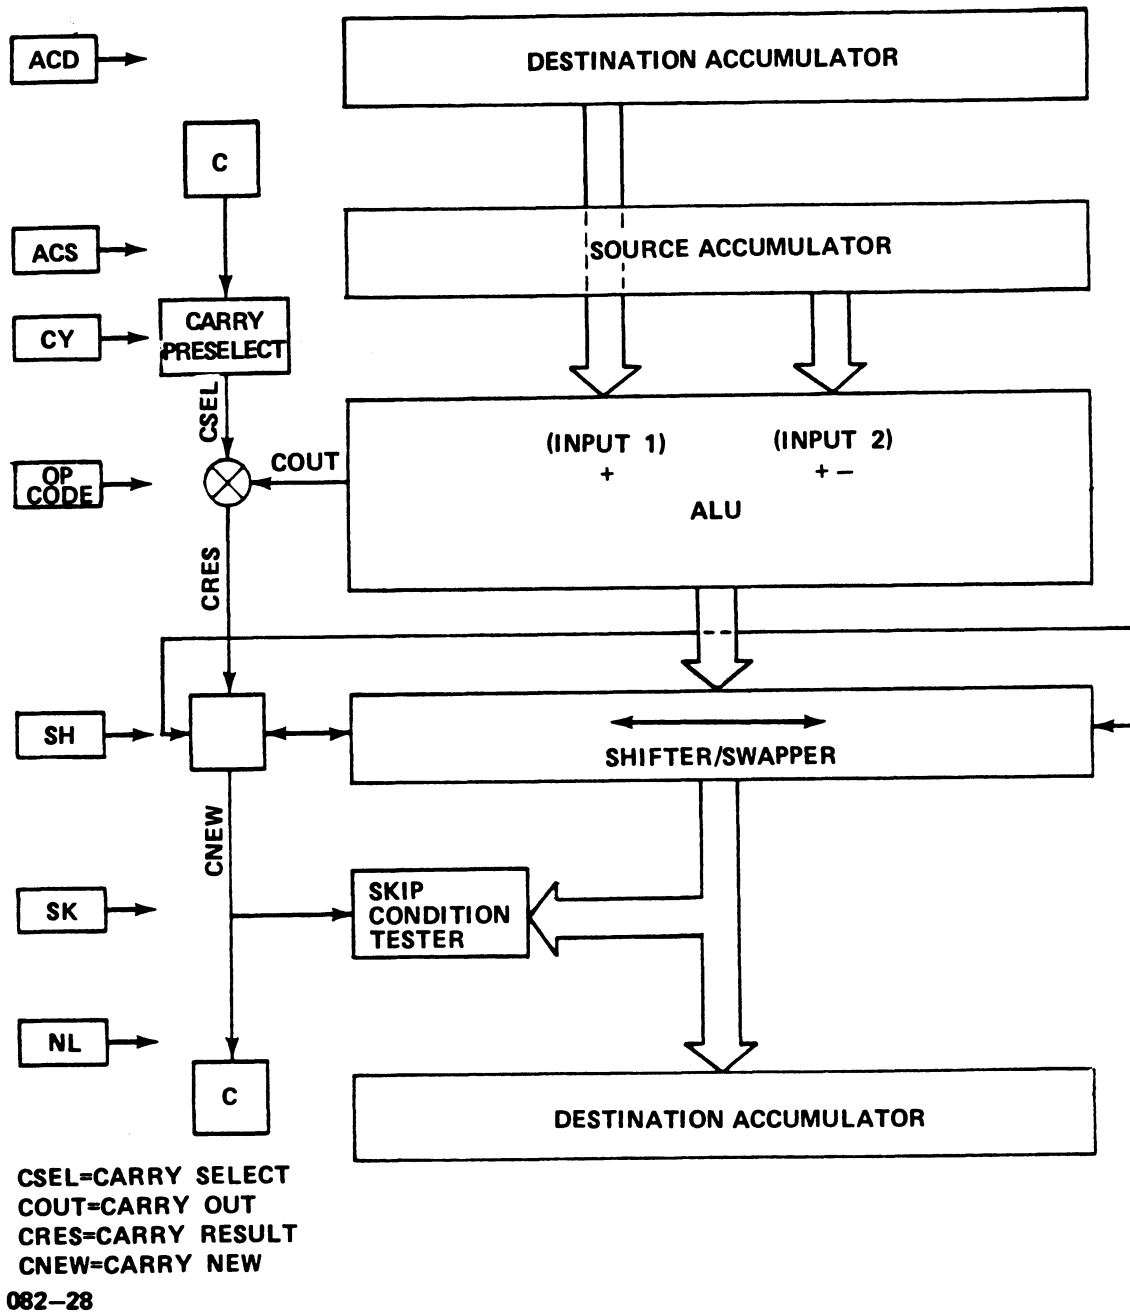 ACD
DESTINATION ACCUMULATOR
C
ACS
SOURCE ACCUMULATOR
CY
CARRY
PRESELECT
CSEL
(INPUT 1)
+
(INPUT 2)
+ −
OP
CODE
COUT
ALU
CRES
SH
SHIFTER/SWAPPER
CNEW
SK
SKIP
CONDITION
TESTER
NL
C
DESTINATION ACCUMULATOR
CSEL=CARRY SELECT
COUT=CARRY OUT
CRES=CARRY RESULT
CNEW=CARRY NEW
082–28